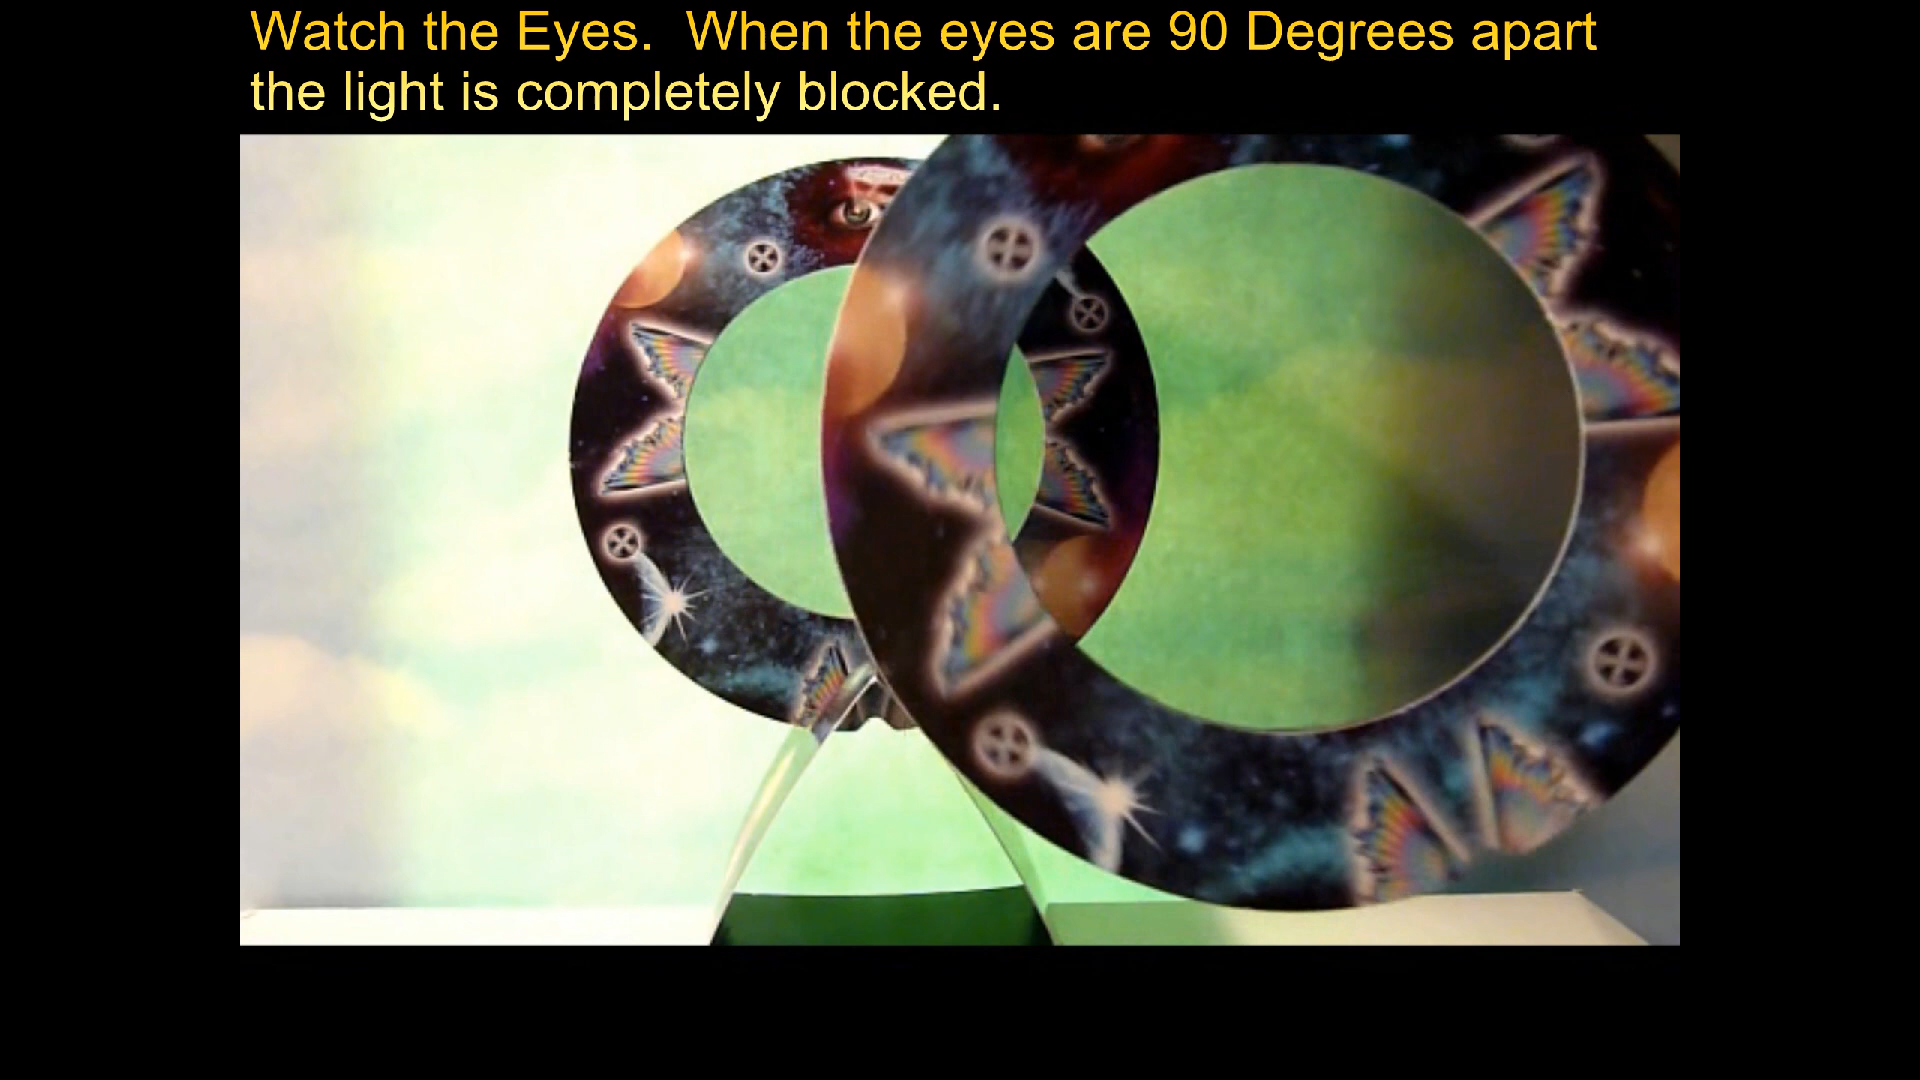 Watch the Eyes.  When the eyes are 90 Degrees apart
the light is completely blocked.